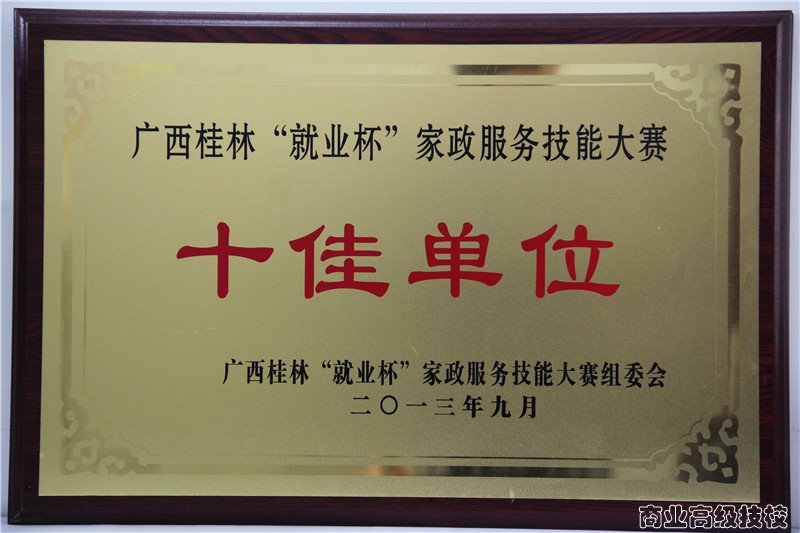 广西桂林“就业杯”家政服务技能大赛
十佳单位
广西桂林“就业杯”家政服务技能大赛组委会
二〇一三年九月
商业高级技校